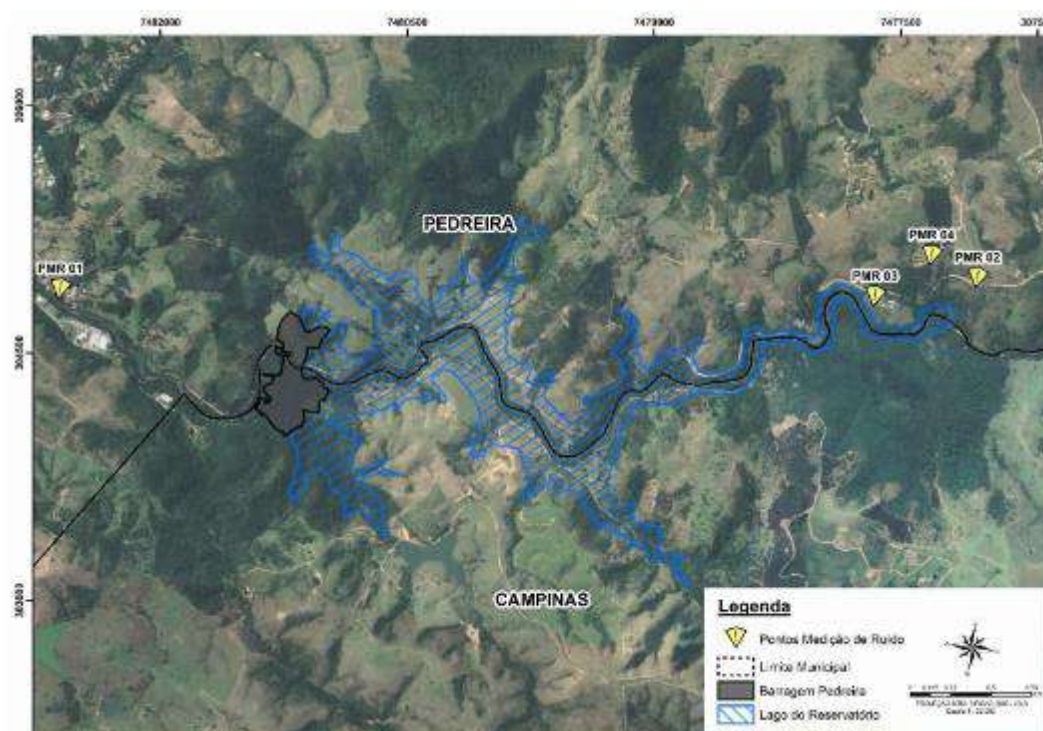 7482000 7480500 7479000 7477500
PEDREIRA
PMR 04
PMR 01
PMR 02
PMR 03
CAMPINAS
Legenda
Pontos Medição de Ruído
Limite Municipal
Barragem Pedreira
Lago do Reservatório